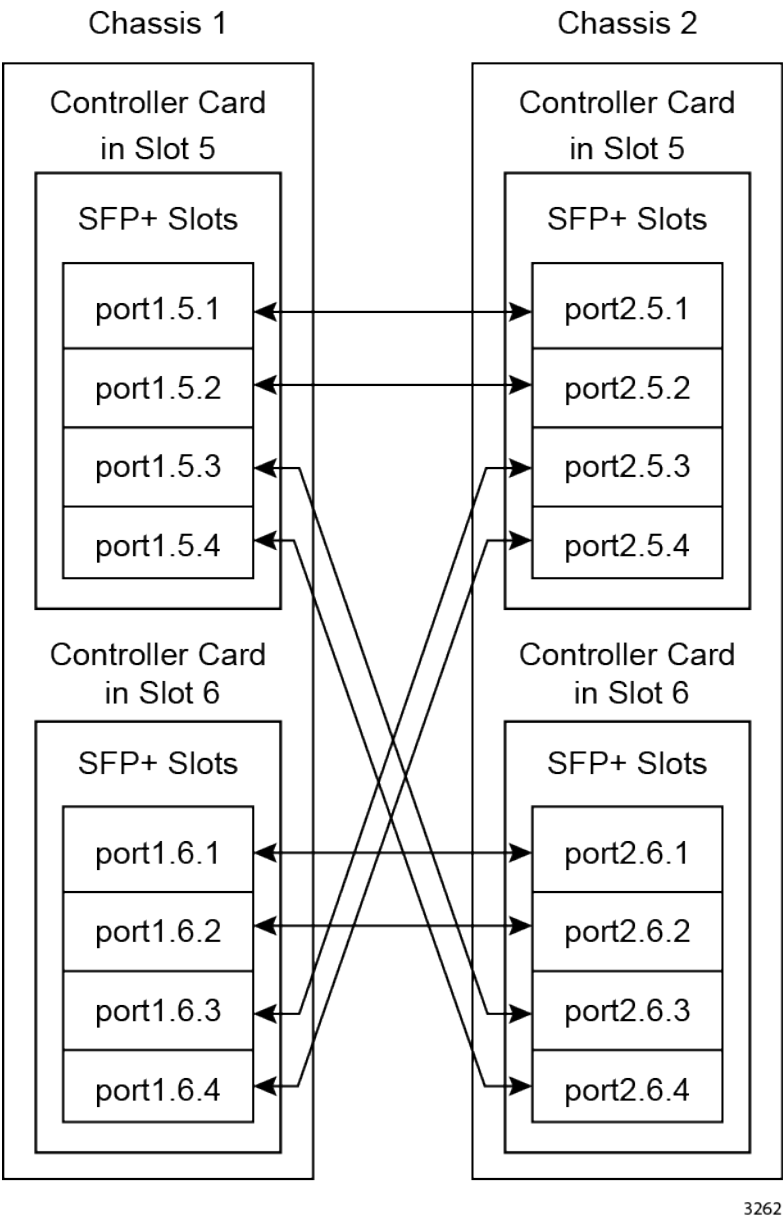 Chassis 1
Controller Card
in Slot 5
SFP+ Slots
port1.5.1
port1.5.2
port1.5.3
port1.5.4
Controller Card
in Slot 6
SFP+ Slots
port1.6.1
port1.6.2
port1.6.3
port1.6.4
Chassis 2
Controller Card
in Slot 5
SFP+ Slots
port2.5.1
port2.5.2
port2.5.3
port2.5.4
Controller Card
in Slot 6
SFP+ Slots
port2.6.1
port2.6.2
port2.6.3
port2.6.4
3262